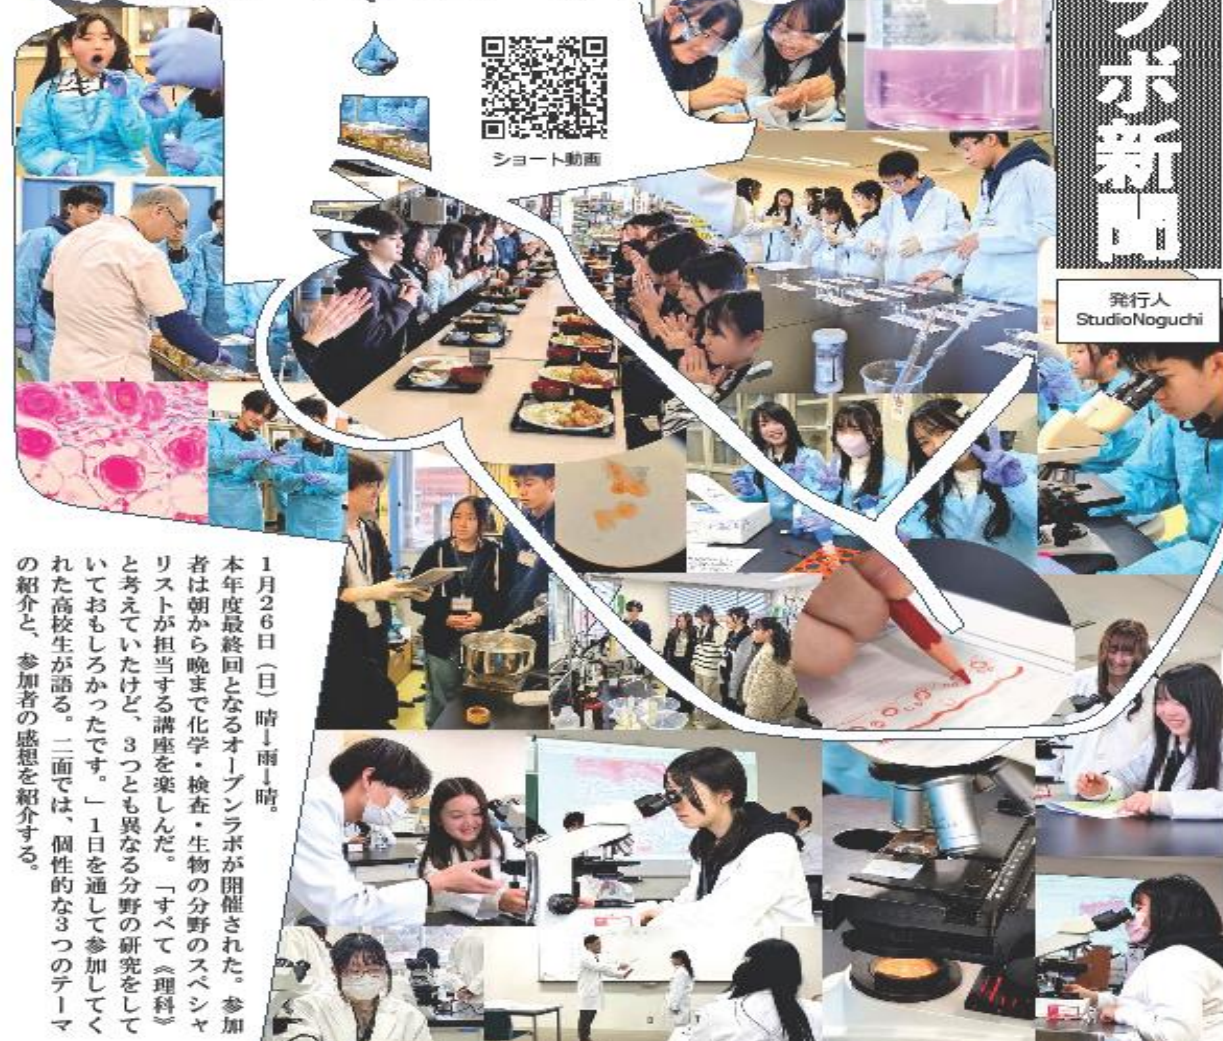 ラボ新聞
発行人
StudioNoguchi
ショート動画
1月26日（日）晴→雨→晴。
本年度最終回となるオープンラボが開催された。参加
者は朝から晩まで化学・検査・生物の分野のスペシャ
リストが担当する講座を楽しんだ。「すべて《理科》
と考えていたけど、3つとも異なる分野の研究をして
いておもしろかったです。」1日を通して参加してく
れた高校生が語る。二面では、個性的な3つのテーマ
の紹介と、参加者の感想を紹介する。